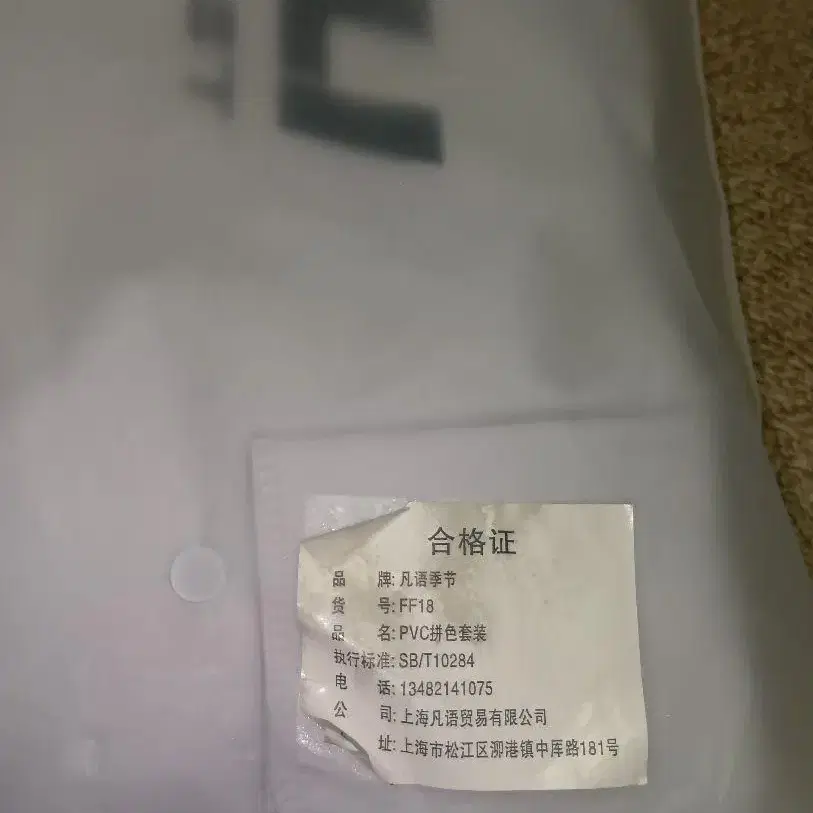 合格证
品 牌: 凡语季节
货 号: FF18
品 名: PVC拼色套装
执行标准: SB/T10284
电 话: 13482141075
公 司: 上海凡语贸易有限公司
址: 上海市松江区泖港镇中厍路181号